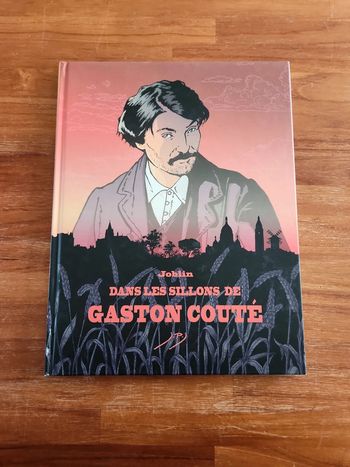 Joblin
DANS LES SILLONS DE
GASTON COUTÉ